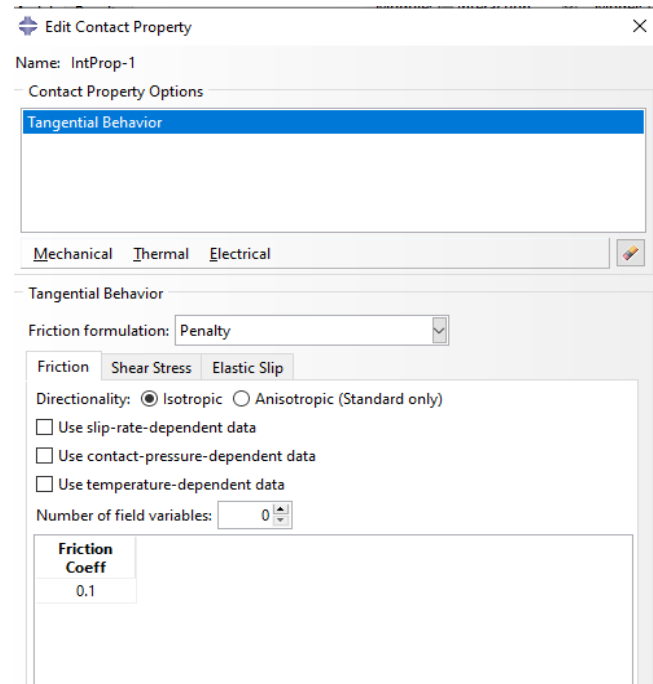 Edit Contact Property
Name: IntProp-1
Contact Property Options
Tangential Behavior
Mechanical Thermal Electrical
Tangential Behavior
Friction formulation: Penalty
Friction Shear Stress Elastic Slip
Directionality: Isotropic Anisotropic (Standard only)
Use slip-rate-dependent data
Use contact-pressure-dependent data
Use temperature-dependent data
Number of field variables: 0
Friction
Coeff
0.1